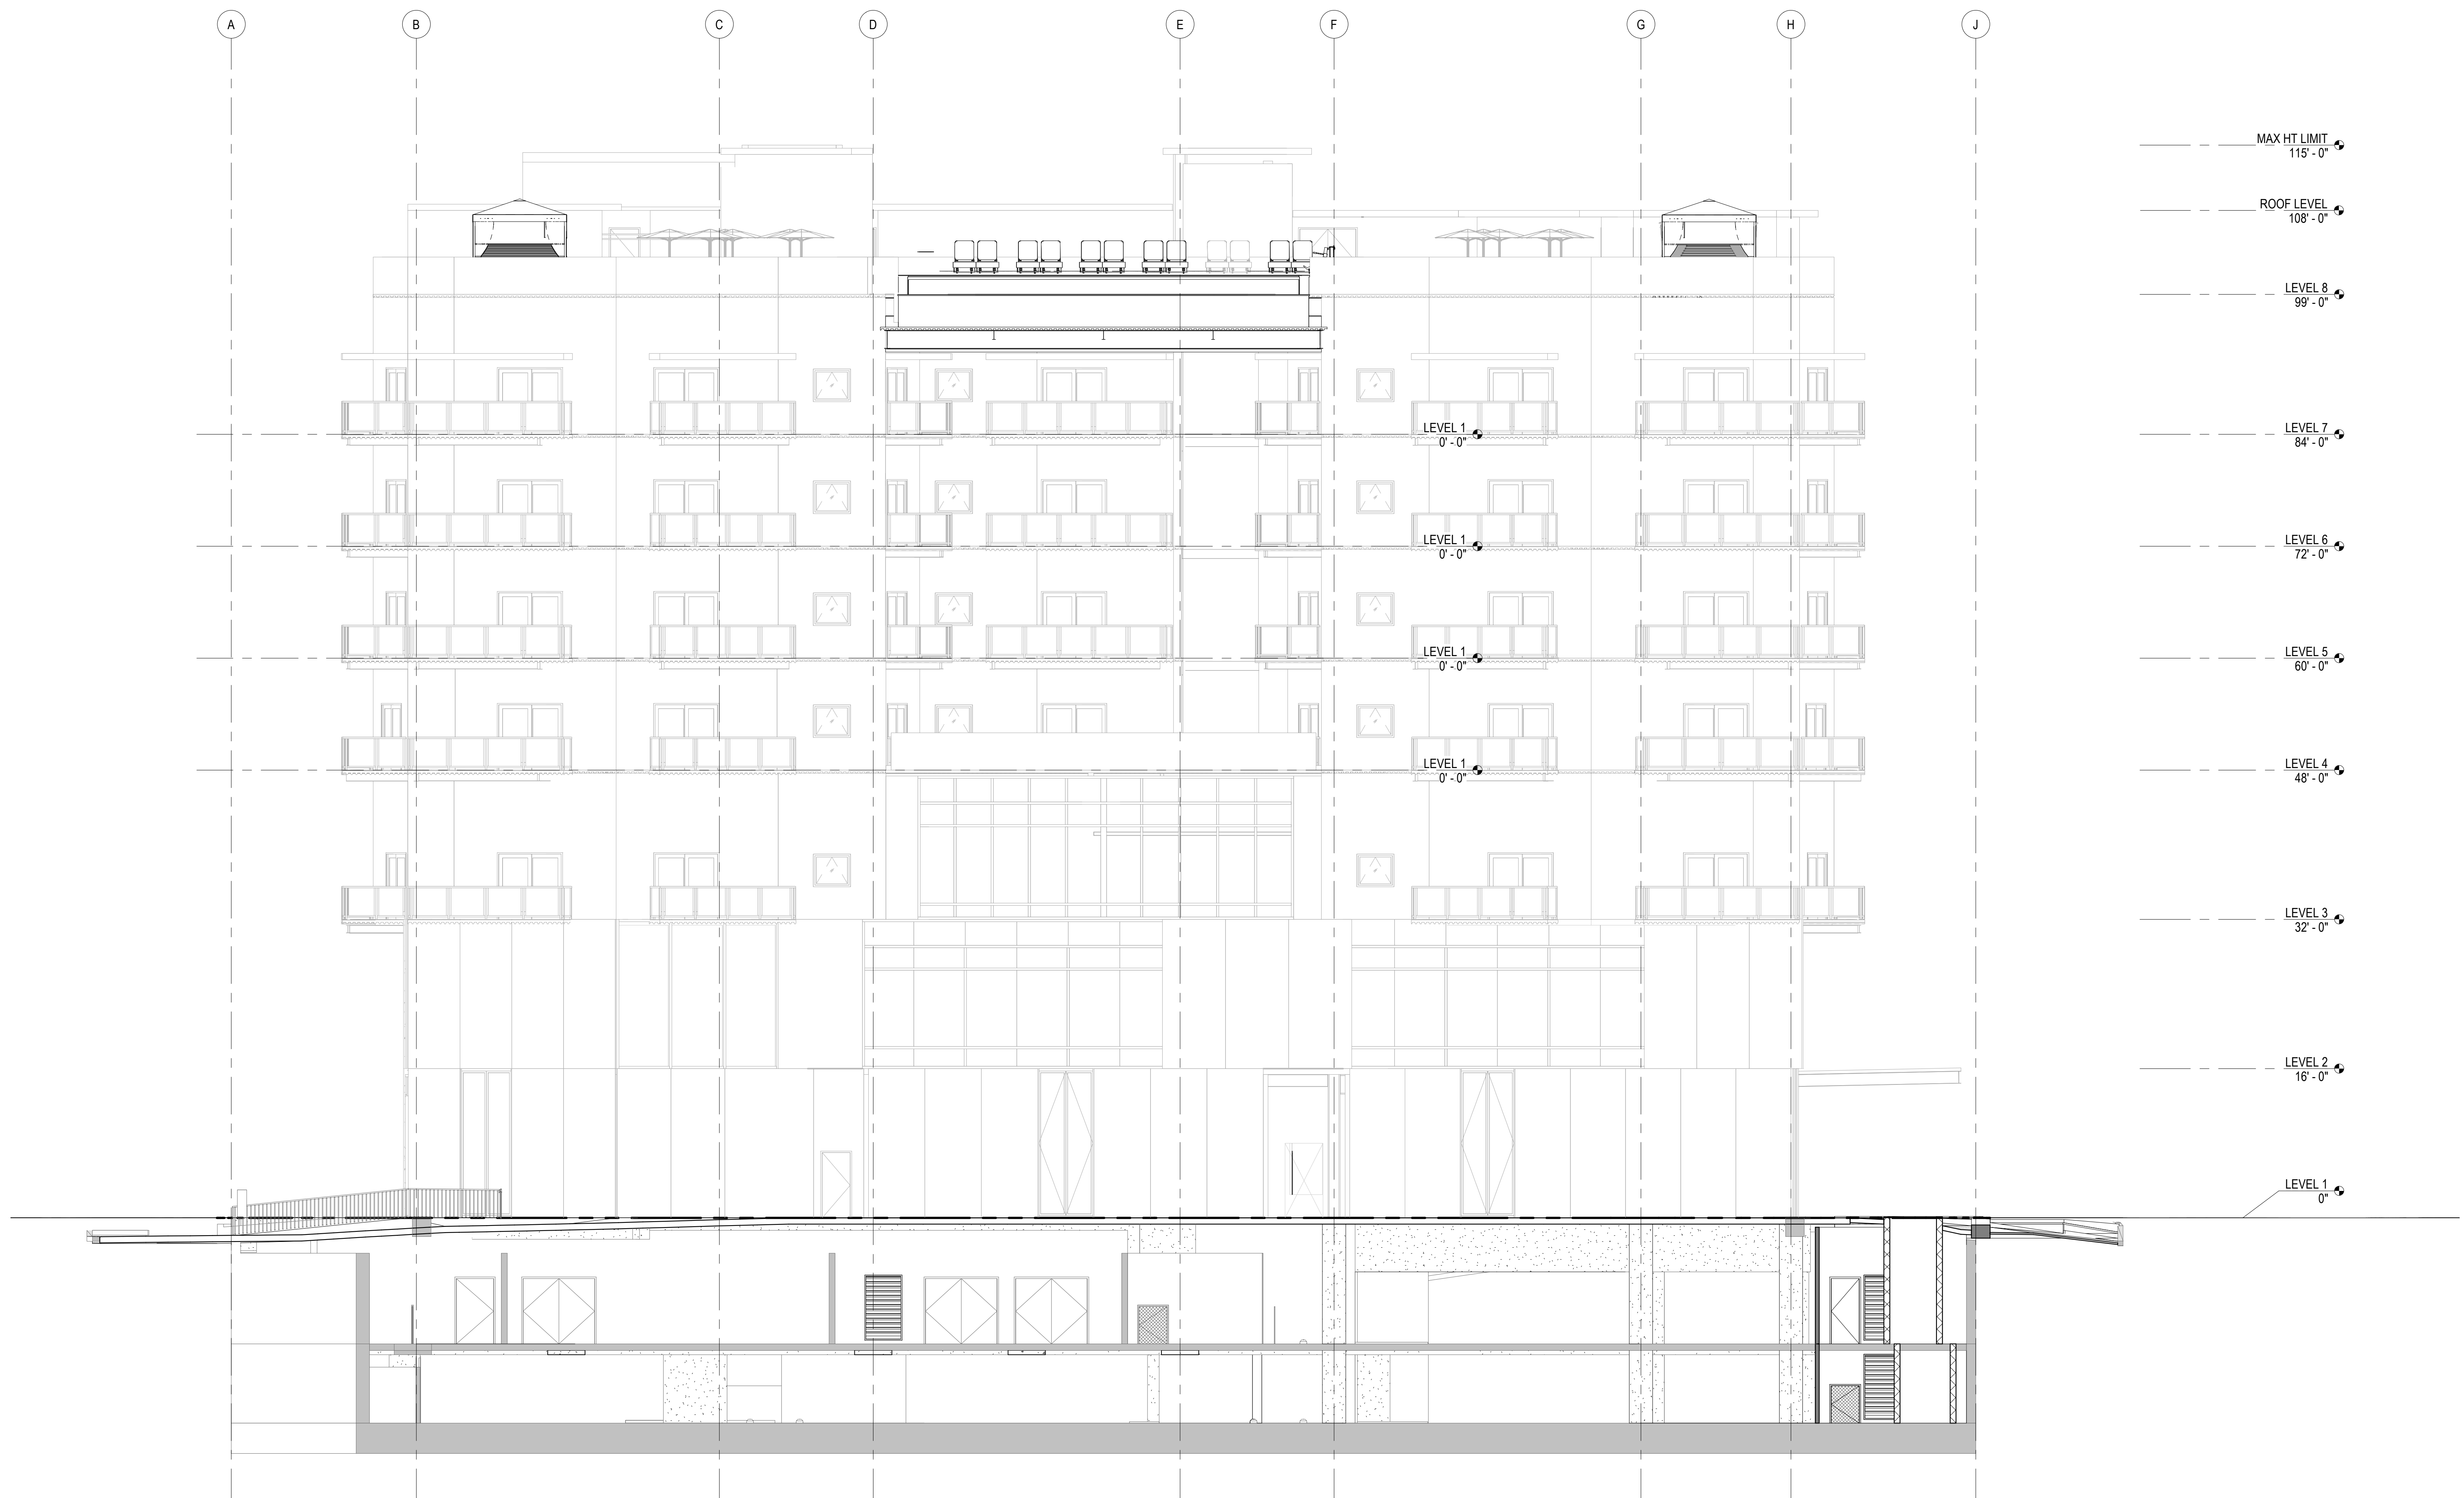 A
B
C
D
E
F
G
H
J
MAX HT LIMIT
115' - 0"
ROOF LEVEL
108' - 0"
LEVEL 8
99' - 0"
LEVEL 1
0' - 0"
LEVEL 7
84' - 0"
LEVEL 1
0' - 0"
LEVEL 6
72' - 0"
LEVEL 1
0' - 0"
LEVEL 5
60' - 0"
LEVEL 1
0' - 0"
LEVEL 4
48' - 0"
LEVEL 3
32' - 0"
LEVEL 2
16' - 0"
LEVEL 1
0"